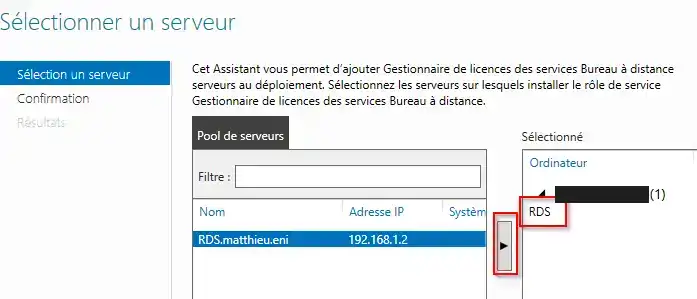 Sélectionner un serveur
Sélection un serveur
Confirmation
Résultats
Cet Assistant vous permet d'ajouter Gestionnaire de licences des services Bureau à distance
serveurs au déploiement. Sélectionnez les serveurs sur lesquels installer le rôle de service
Gestionnaire de licences des services Bureau à distance.
Pool de serveurs
Sélectionné
Filtre :
Ordinateur
(1)
Nom Adresse IP Systèm
RDS
RDS.matthieu.eni 192.168.1.2